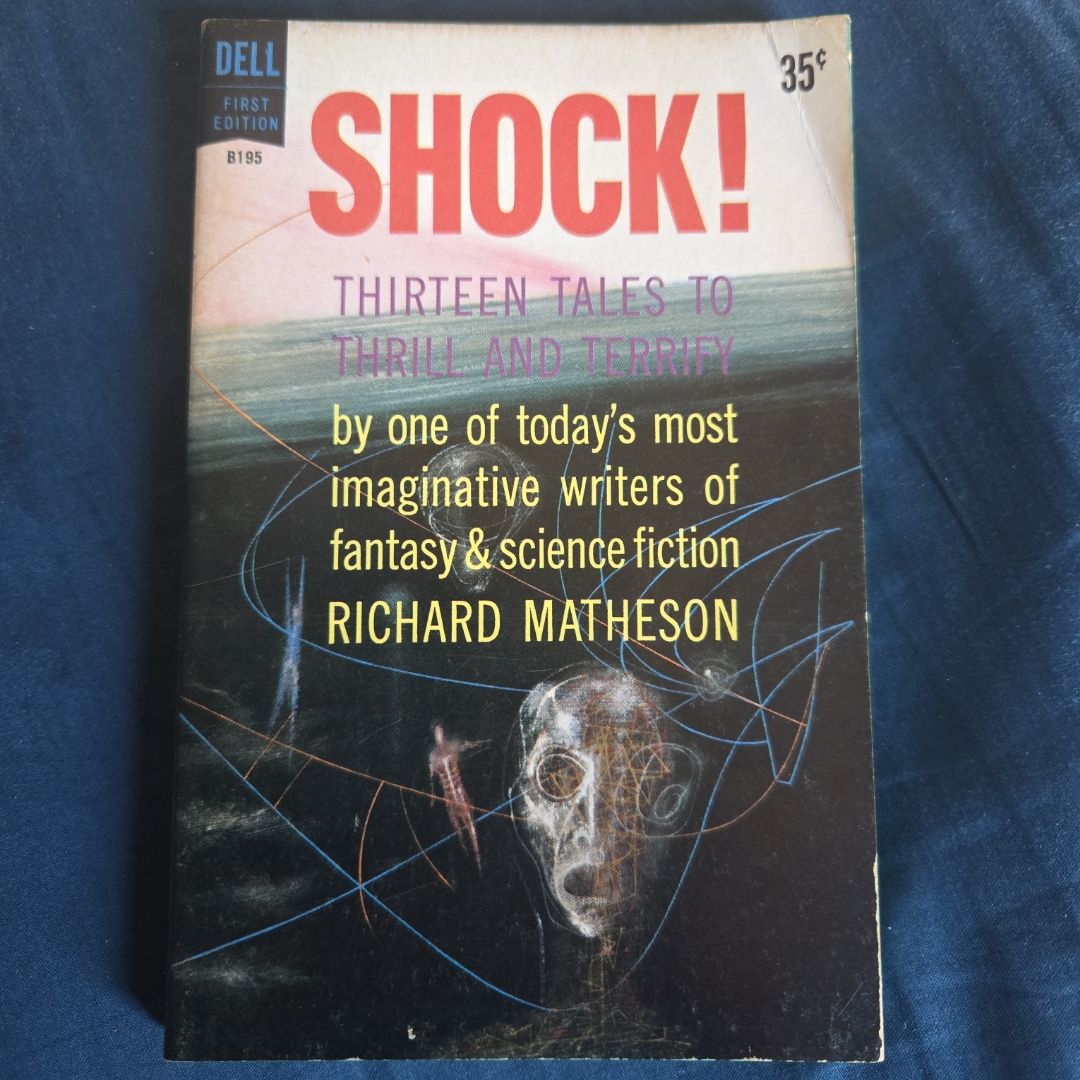 DELL
FIRST
EDITION
B195
35¢
SHOCK!
THIRTEEN TALES TO
THRILL AND TERRIFY
by one of today's most
imaginative writers of
fantasy & science fiction
RICHARD MATHESON